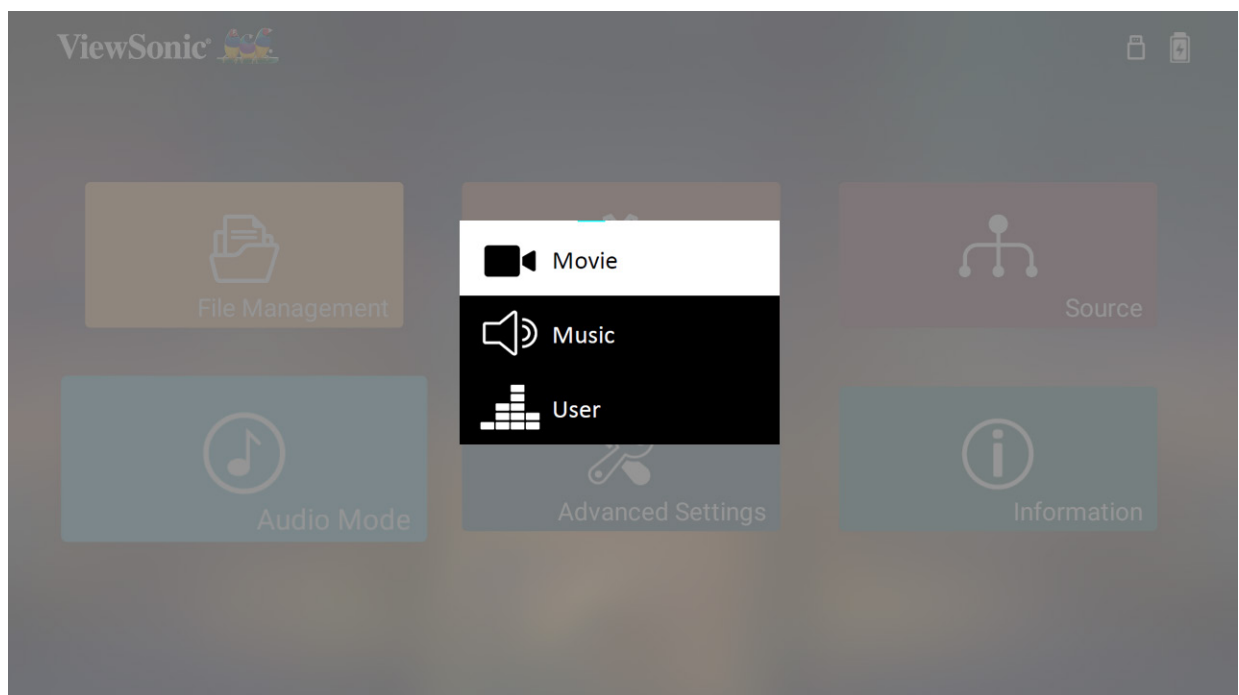 ViewSonic®
File Management
Source
Movie
Music
User
Audio Mode
Advanced Settings
Information